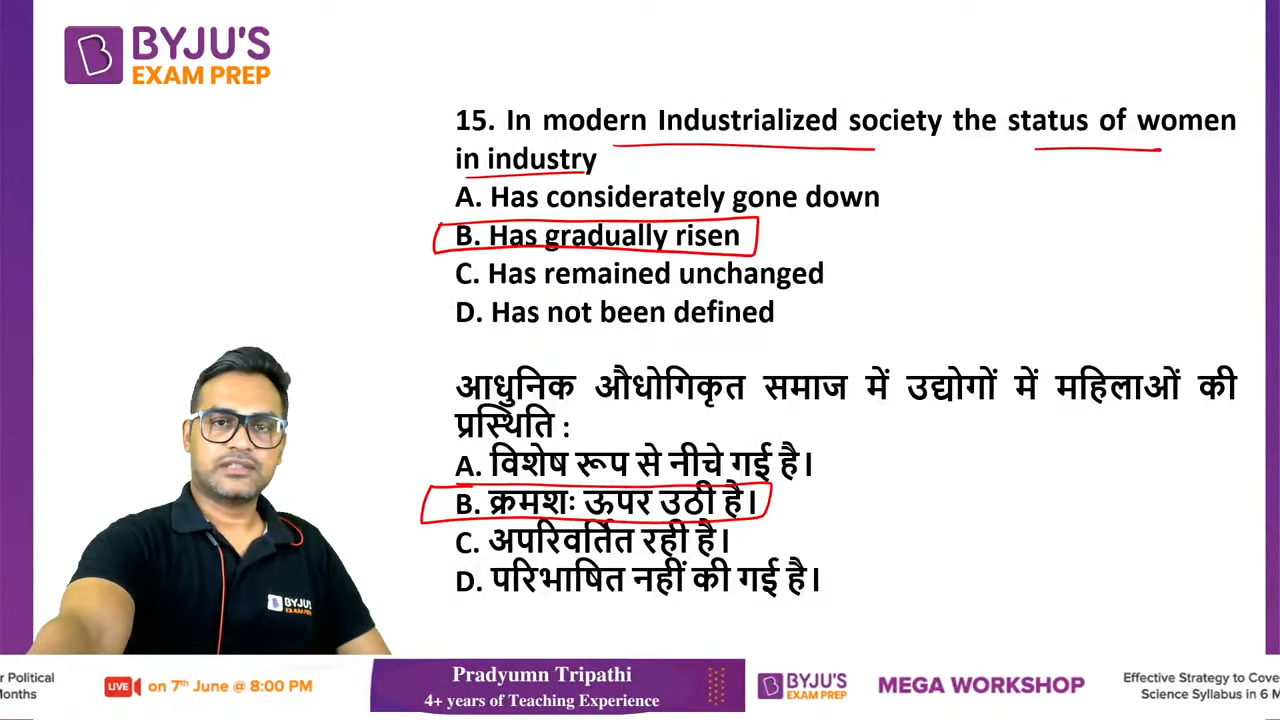 BYJU'S
EXAM PREP
15. In modern Industrialized society the status of women
in industry
A. Has considerately gone down
B. Has gradually risen
C. Has remained unchanged
D. Has not been defined
आधुनिक औधोगिकृत समाज में उद्योगों में महिलाओं की
प्रस्थिति :
A. विशेष रूप से नीचे गई है।
B. क्रमशः ऊपर उठी है।
C. अपरिवर्तित रही है।
D. परिभाषित नहीं की गई है।
BYJU'S
EXAM PREP
r Political
Months
LIVE on 7th June @ 8:00 PM
Pradyumn Tripathi
4+ years of Teaching Experience
BYJU'S
EXAM PREP
MEGA WORKSHOP
Effective Strategy to Cove
Science Syllabus in 6 M